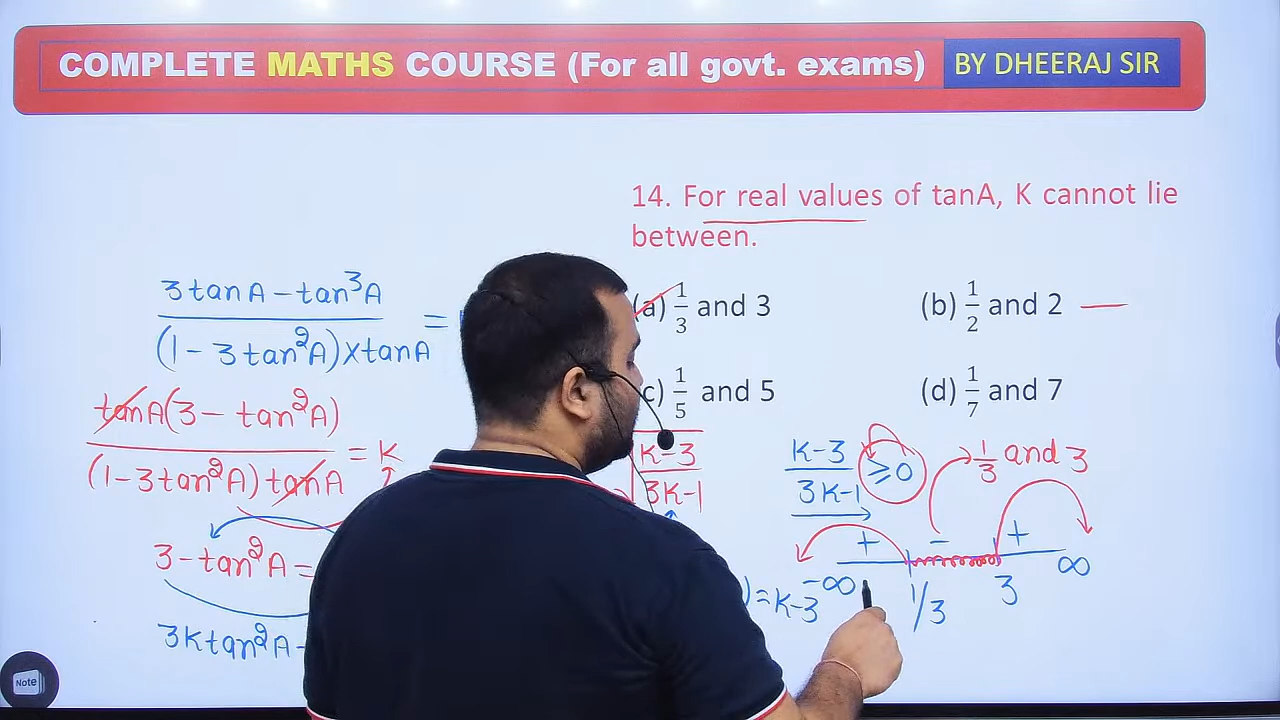 COMPLETE MATHS COURSE (For all govt. exams) BY DHEERAJ SIR
14. For real values of tanA, K cannot lie
between.
(a) 1/3 and 3
(b) 1/2 and 2
c) 1/5 and 5
(d) 1/7 and 7
3tanA - tan³A
(1 - 3tan²A)×tanA =
tanA(3 - tan²A)
(1-3tan²A) tanA = K
3 - tan²A =
3Ktan²A -
K-3
3K-1
) = K-3
K-3
3K-1 ≥0
1/3 and 3
+ - +
-∞ 1/3 3 ∞
Note